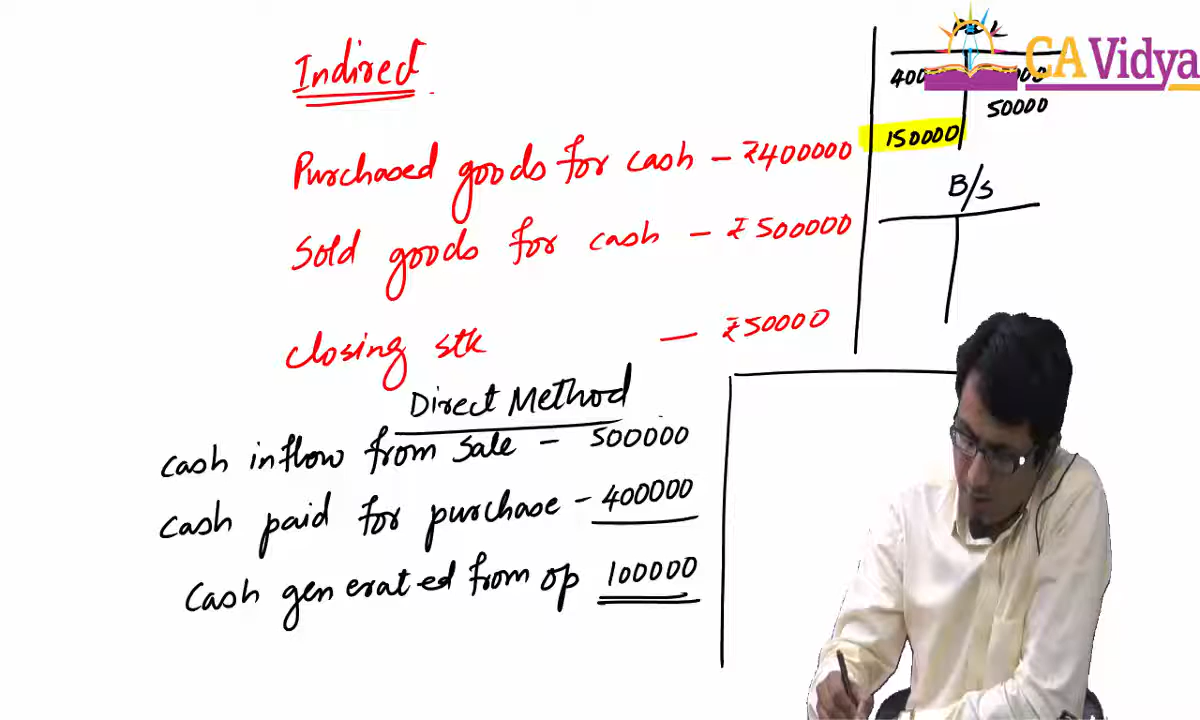 Indirect
Purchased goods for cash - ₹400000
Sold goods for cash - ₹500000
closing stk - ₹50000
Direct Method
cash inflow from sale - 500000
cash paid for purchase - 400000
cash generated from op 100000
CA Vidya
50000
150000
B/S